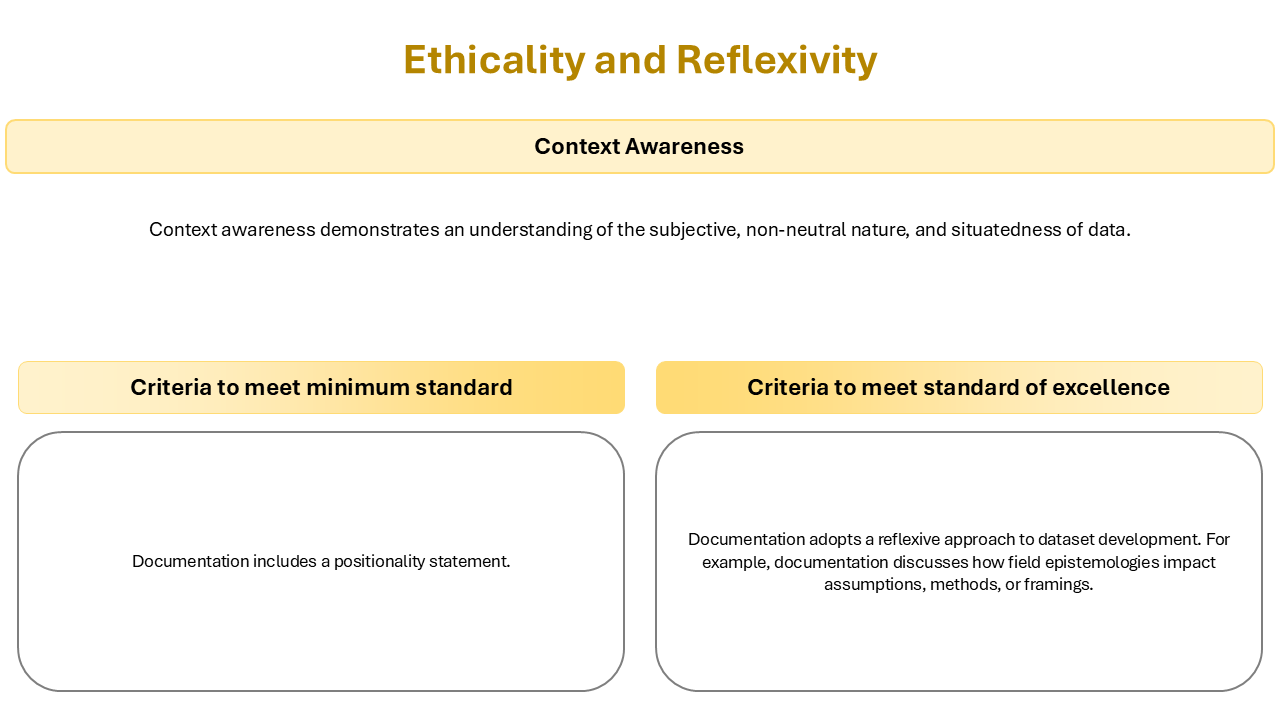 Ethicality and Reflexivity
Context Awareness
Context awareness demonstrates an understanding of the subjective, non-neutral nature, and situatedness of data.
Criteria to meet minimum standard
Documentation includes a positionality statement.
Criteria to meet standard of excellence
Documentation adopts a reflexive approach to dataset development. For
example, documentation discusses how field epistemologies impact
assumptions, methods, or framings.